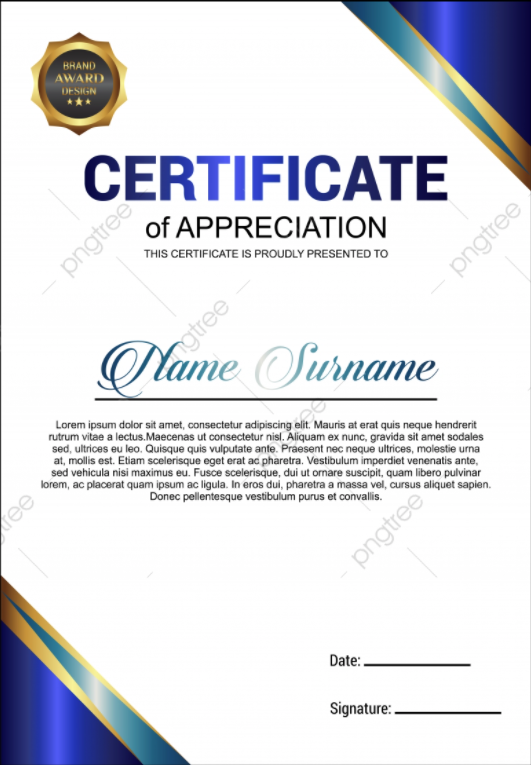 BRAND
AWARD
DESIGN
CERTIFICATE
of APPRECIATION
THIS CERTIFICATE IS PROUDLY PRESENTED TO
pngtree
pngtree
pngtree
Name Surname
Lorem ipsum dolor sit amet, consectetur adipiscing elit. Mauris at erat quis neque hendrerit
rutrum vitae a lectus.Maecenas ut consectetur nisl. Aliquam ex nunc, gravida sit amet sodales
sed, ultrices eu leo. Quisque quis vulputate ante. Praesent nec neque ultrices, molestie urna
at, mollis est. Etiam scelerisque eget erat ac pharetra. Vestibulum imperdiet venenatis ante,
sed vehicula nisi maximus eu. Fusce scelerisque, dui ut ornare suscipit, quam libero pulvinar
lorem, ac placerat quam ipsum ac ligula. In eros dui, pharetra a massa vel, cursus aliquet sapien.
Donec pellentesque vestibulum purus et convallis.
pngtree
Date:
Signature: